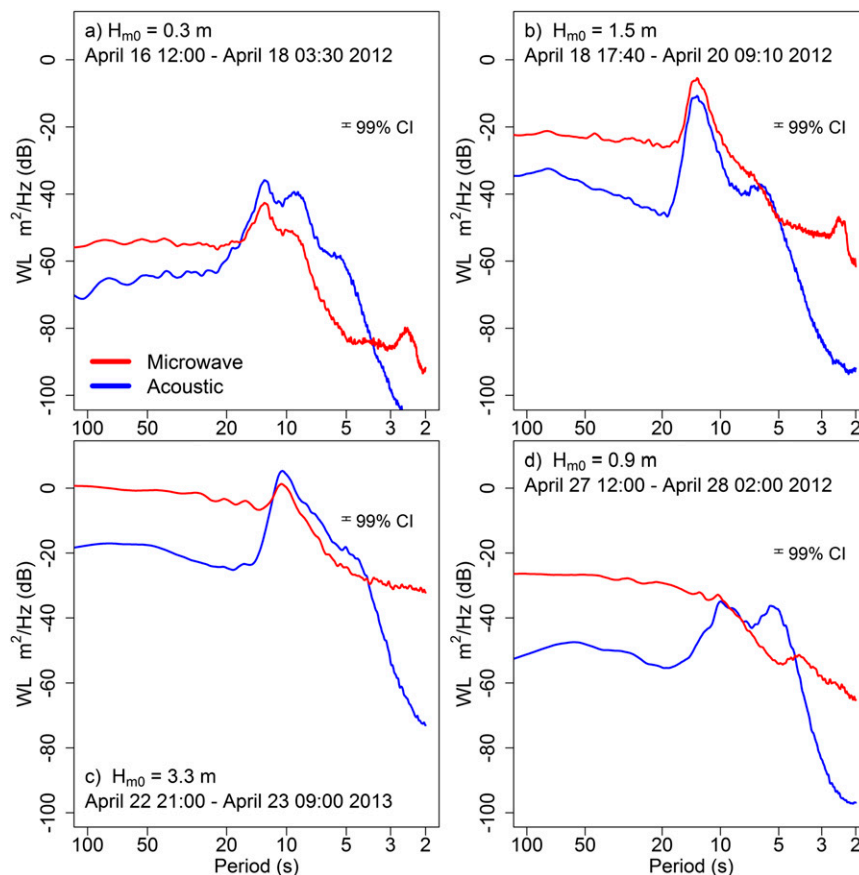 a) Hm0 = 0.3 m
April 16 12:00 - April 18 03:30 2012
99% CI
Microwave
Acoustic
WL m²/Hz (dB)
0
-20
-40
-60
-80
-100
100 50 20 10 5 3 2
b) Hm0 = 1.5 m
April 18 17:40 - April 20 09:10 2012
99% CI
WL m²/Hz (dB)
0
-20
-40
-60
-80
-100
100 50 20 10 5 3 2
99% CI
c) Hm0 = 3.3 m
April 22 21:00 - April 23 09:00 2013
WL m²/Hz (dB)
0
-20
-40
-60
-80
-100
100 50 20 10 5 3 2
Period (s)
d) Hm0 = 0.9 m
April 27 12:00 - April 28 02:00 2012
99% CI
WL m²/Hz (dB)
0
-20
-40
-60
-80
-100
100 50 20 10 5 3 2
Period (s)